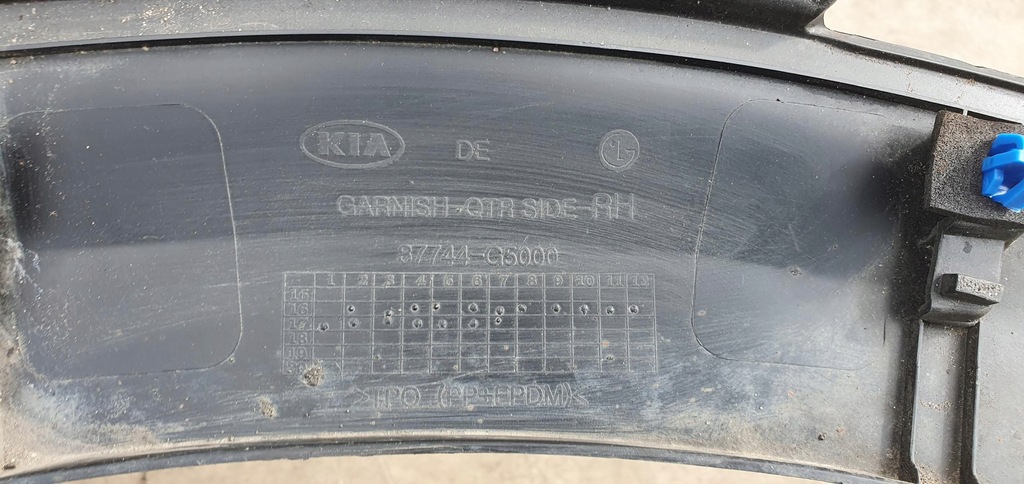 KIA DE
GARNISH-QTR SIDE-RH
87744-G5000
1 2 3 4 5 6 7 8 9 10 11 12
15
16
17
18
19
>TPO (PP+EPDM)<